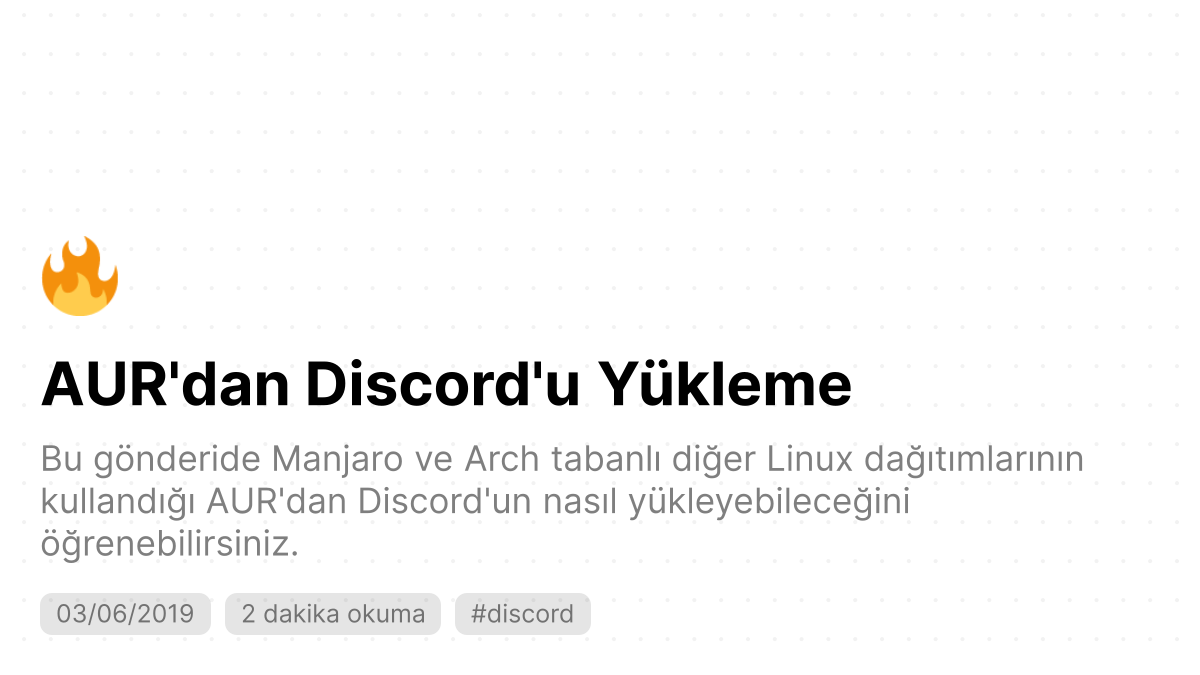 AUR'dan Discord'u Yükleme
Bu gönderide Manjaro ve Arch tabanlı diğer Linux dağıtımlarının
kullandığı AUR'dan Discord'un nasıl yükleyebileceğini
öğrenebilirsiniz.
03/06/2019 2 dakika okuma #discord